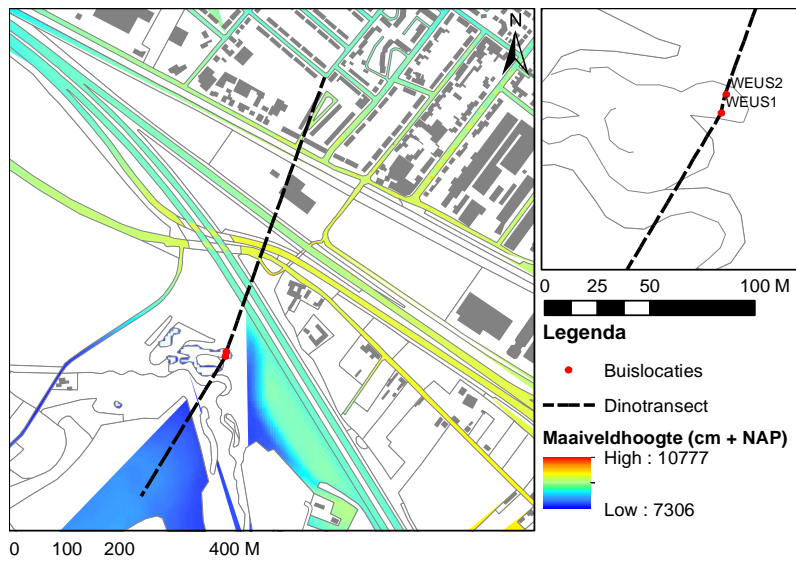 N
WEUS2
WEUS1
0 25 50 100 M
Legenda
Buislocaties
Dinotransect
Maaiveldhoogte (cm + NAP)
High : 10777
Low : 7306
0 100 200 400 M